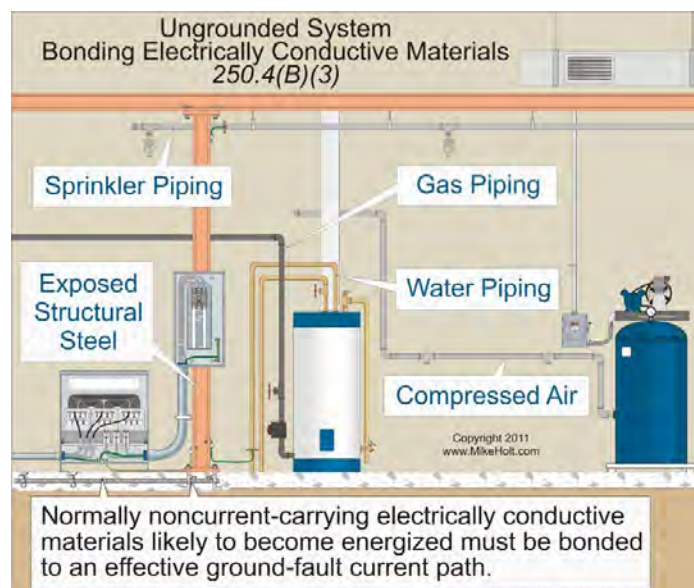 Ungrounded System
Bonding Electrically Conductive Materials
250.4(B)(3)
Sprinkler Piping
Gas Piping
Exposed
Structural
Steel
Water Piping
Compressed Air
Copyright 2011
www.MikeHolt.com
Normally noncurrent-carrying electrically conductive
materials likely to become energized must be bonded
to an effective ground-fault current path.